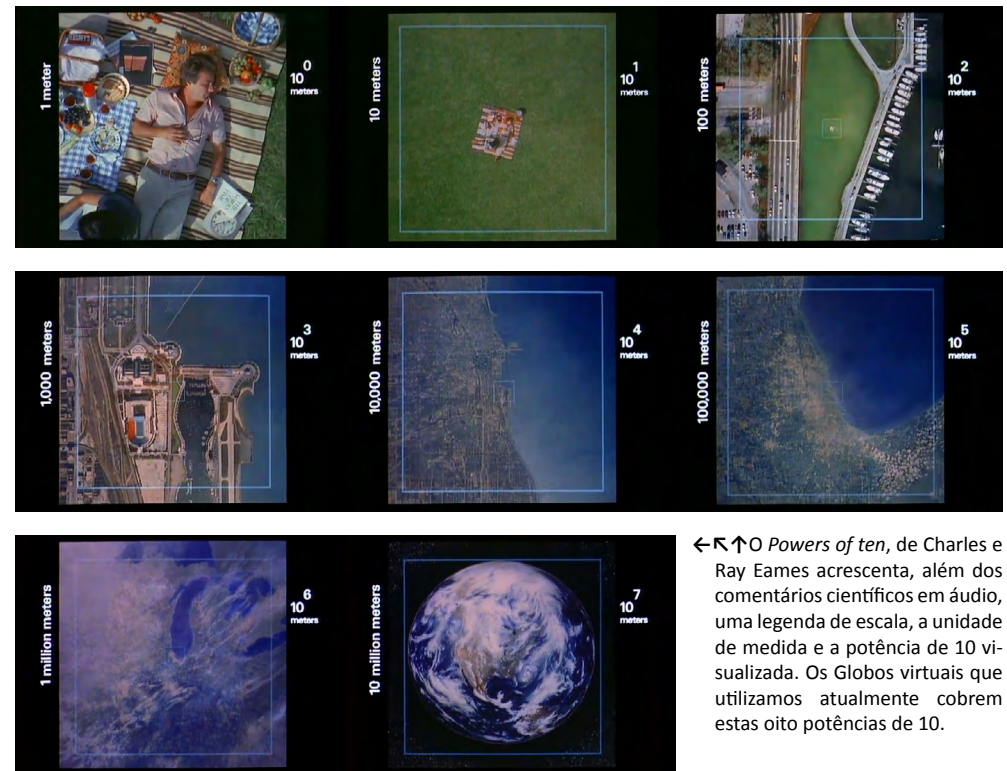 1 meter
10⁰
meters
10 meters
10¹
meters
100 meters
10²
meters
1,000 meters
10³
meters
10,000 meters
10⁴
meters
100,000 meters
10⁵
meters
1 million meters
10⁶
meters
10 million meters
10⁷
meters
←↖↑O Powers of ten, de Charles e
Ray Eames acrescenta, além dos
comentários científicos em áudio,
uma legenda de escala, a unidade
de medida e a potência de 10 vi-
sualizada. Os Globos virtuais que
utilizamos atualmente cobrem
estas oito potências de 10.